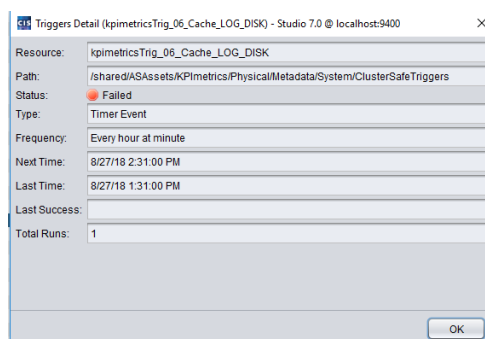 CIS Triggers Detail (kpimetricsTrig_06_Cache_LOG_DISK) - Studio 7.0 @ localhost:9400
Resource: kpimetricsTrig_06_Cache_LOG_DISK
Path: /shared/ASAssets/KPImetrics/Physical/Metadata/System/ClusterSafeTriggers
Status: Failed
Type: Timer Event
Frequency: Every hour at minute
Next Time: 8/27/18 2:31:00 PM
Last Time: 8/27/18 1:31:00 PM
Last Success:
Total Runs: 1
OK